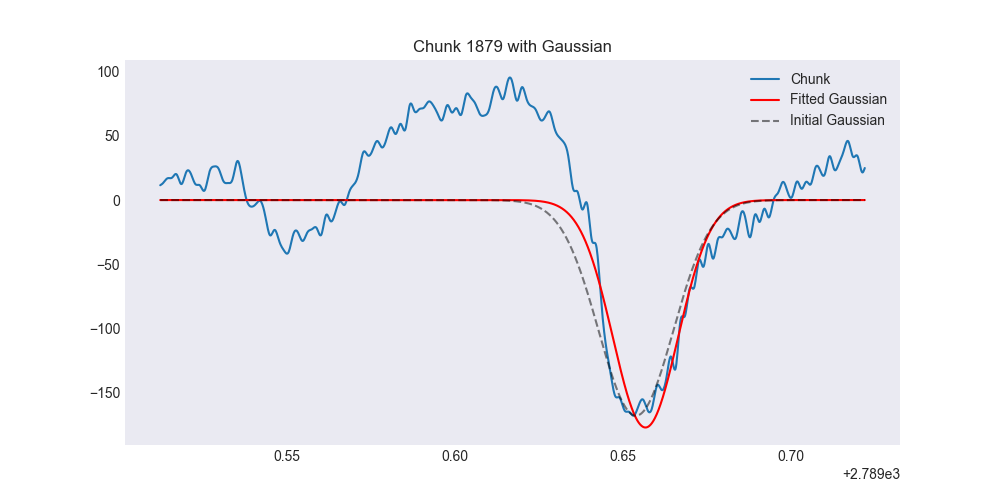 Chunk 1879 with Gaussian
100
50
0
−50
−100
−150
Chunk
Fitted Gaussian
Initial Gaussian
0.55
0.60
0.65
0.70
+2.789e3